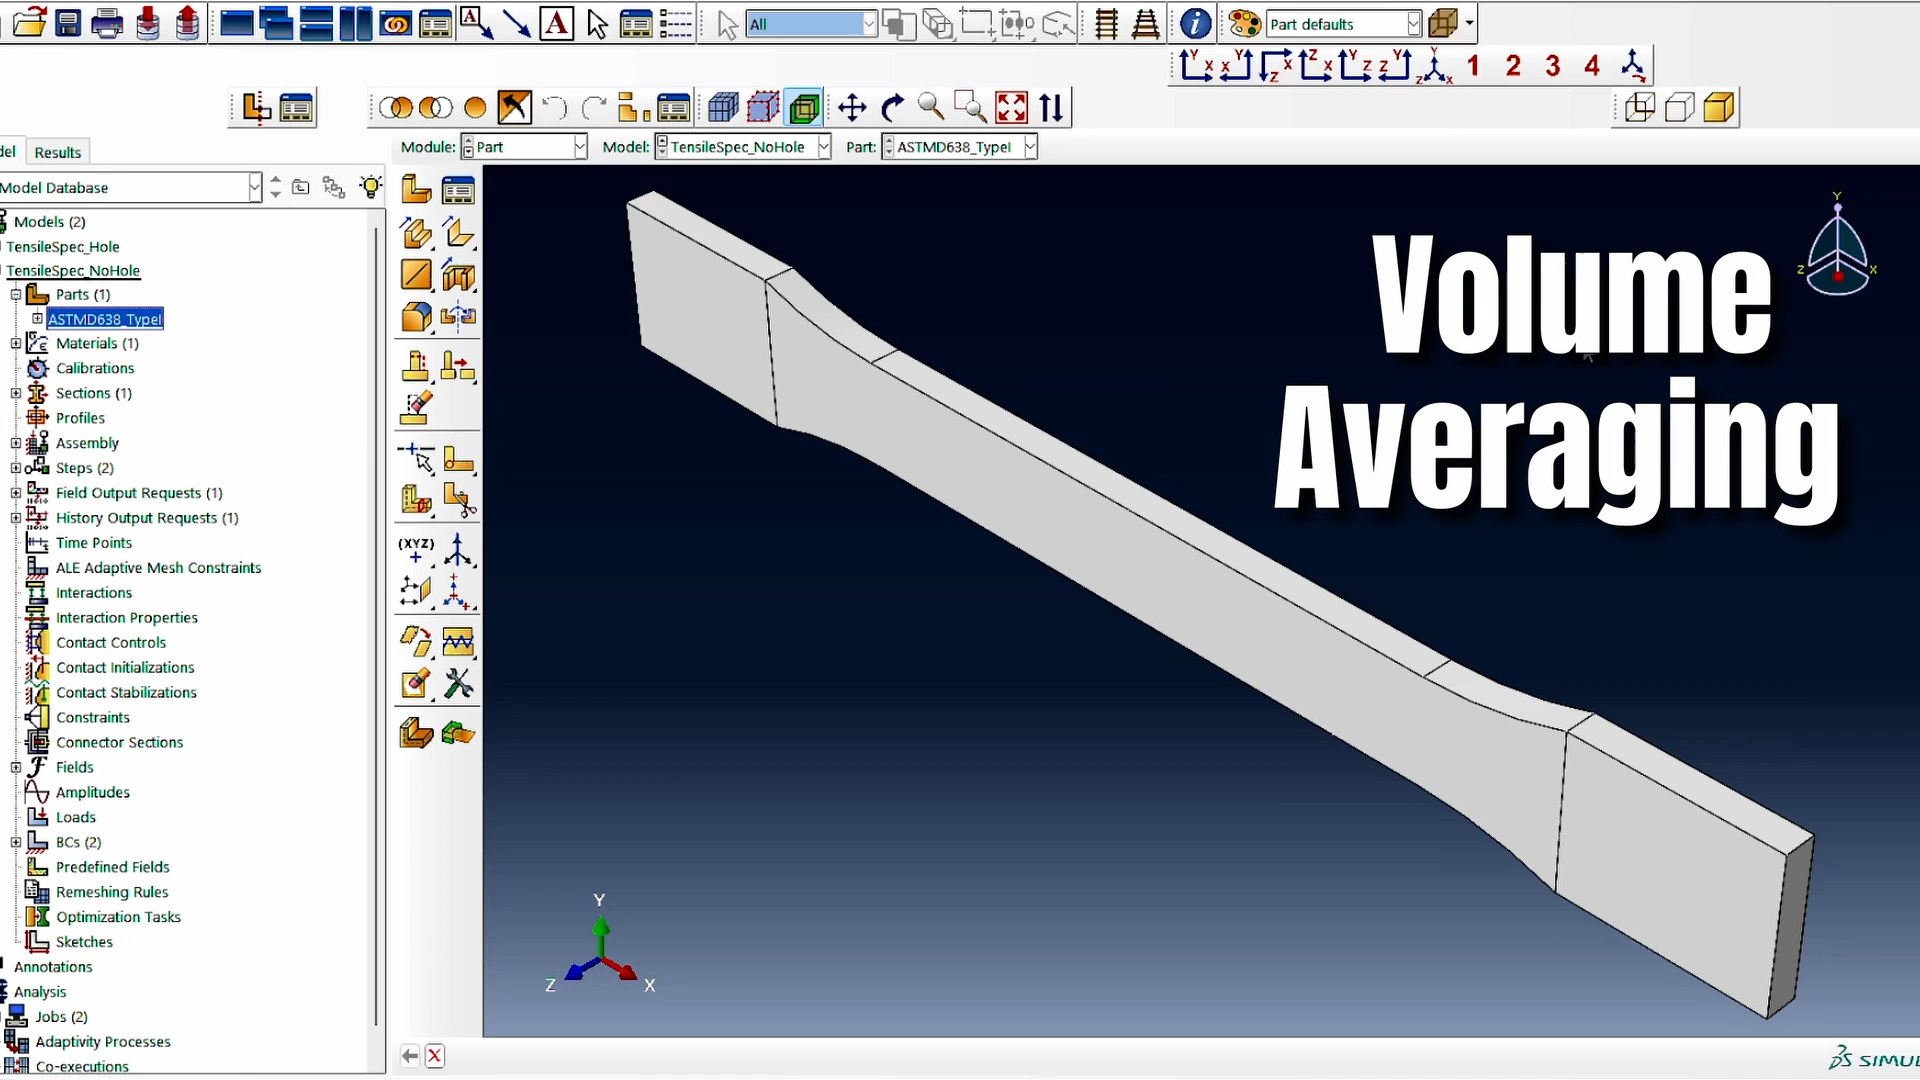 All
Part defaults
1 2 3 4
Module: Part Model: TensileSpec_NoHole Part: ASTMD638_TypeI
Results
Model Database
Models (2)
TensileSpec_Hole
TensileSpec_NoHole
Parts (1)
ASTMD638_TypeI
Materials (1)
Calibrations
Sections (1)
Profiles
Assembly
Steps (2)
Field Output Requests (1)
History Output Requests (1)
Time Points
ALE Adaptive Mesh Constraints
Interactions
Interaction Properties
Contact Controls
Contact Initializations
Contact Stabilizations
Constraints
Connector Sections
Fields
Amplitudes
Loads
BCs (2)
Predefined Fields
Remeshing Rules
Optimization Tasks
Sketches
Annotations
Analysis
Jobs (2)
Adaptivity Processes
Co-executions
(XYZ)
Volume
Averaging
Y
Z X
Y
Z X